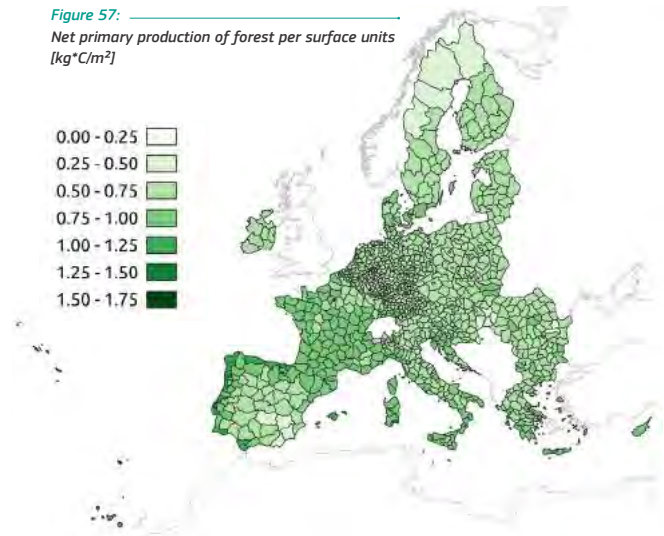 Figure 57:
Net primary production of forest per surface units
[kg*C/m²]
0.00 - 0.25
0.25 - 0.50
0.50 - 0.75
0.75 - 1.00
1.00 - 1.25
1.25 - 1.50
1.50 - 1.75